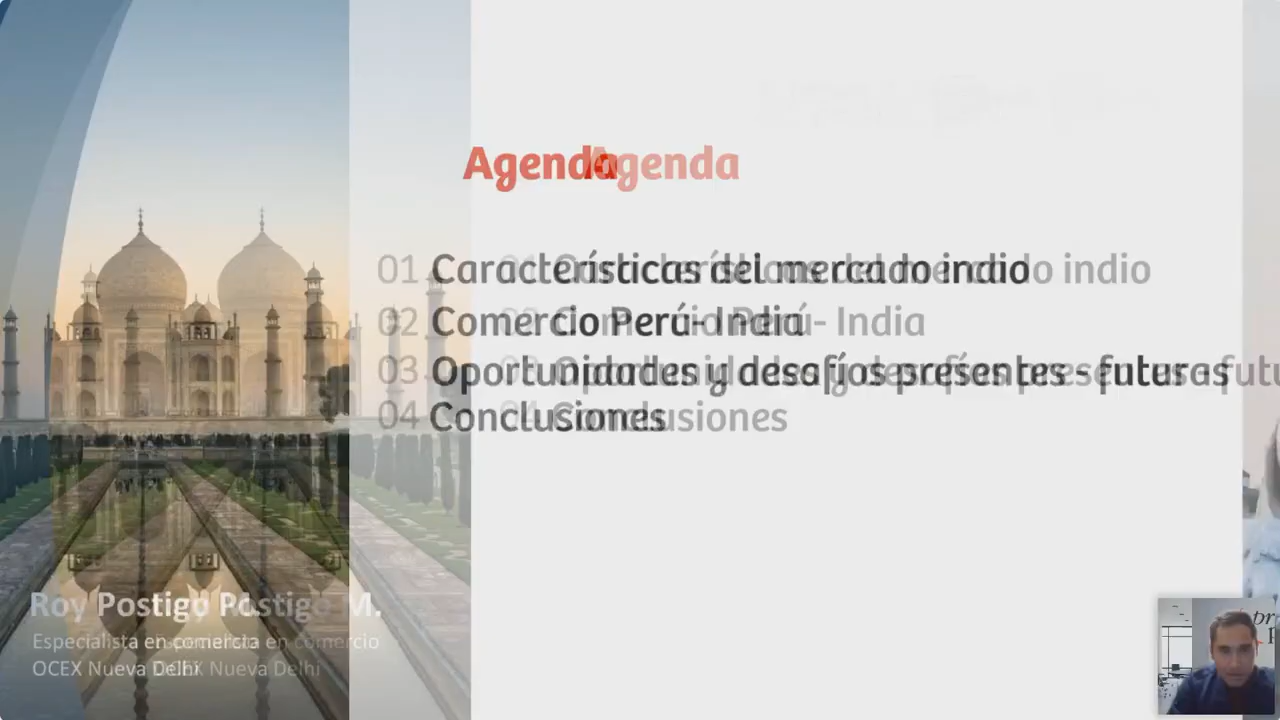 Agenda
01 Características del mercado indio
02 Comercio Perú- India
03 Oportunidades y desafíos presentes - futuras
04 Conclusiones
Roy Postigo M.
Especialista en comercio
OCEX Nueva Delhi